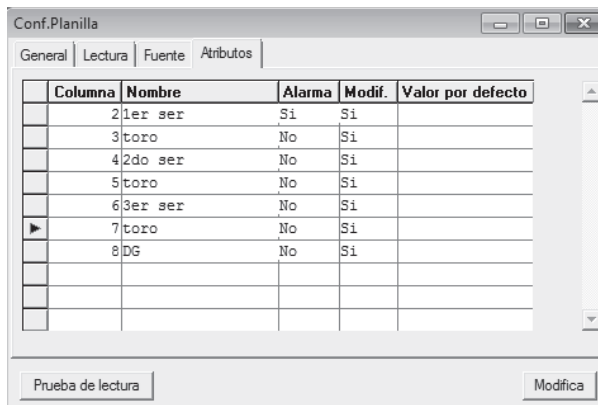 Conf.Planilla
General Lectura Fuente Atributos
Columna Nombre Alarma Modif. Valor por defecto
2 1er ser Si Si
3 toro No Si
4 2do ser No Si
5 toro No Si
6 3er ser No Si
7 toro No Si
8 DG No Si
Prueba de lectura Modifica